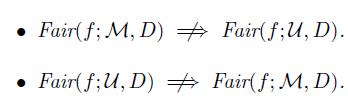 • Fair(f; ℳ, D) ⇏ Fair(f; 𝒰, D).
• Fair(f; 𝒰, D) ⇏ Fair(f; ℳ, D).